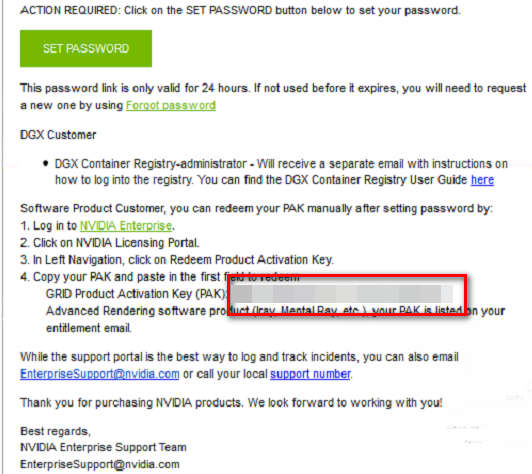 ACTION REQUIRED: Click on the SET PASSWORD button below to set your password.
SET PASSWORD
This password link is only valid for 24 hours. If not used before it expires, you will need to request
a new one by using Forgot password
DGX Customer
• DGX Container Registry-administrator - Will receive a separate email with instructions on
how to log into the registry. You can find the DGX Container Registry User Guide here
Software Product Customer, you can redeem your PAK manually after setting password by:
1. Log in to NVIDIA Enterprise.
2. Click on NVIDIA Licensing Portal.
3. In Left Navigation, click on Redeem Product Activation Key.
4. Copy your PAK and paste in the first field to redeem
GRID Product Activation Key (PAK):
Advanced Rendering software product (Iray, Mental Ray, etc.), your PAK is listed on your
entitlement email.
While the support portal is the best way to log and track incidents, you can also email
EnterpriseSupport@nvidia.com or call your local support number.
Thank you for purchasing NVIDIA products. We look forward to working with you!
Best regards,
NVIDIA Enterprise Support Team
EnterpriseSupport@nvidia.com